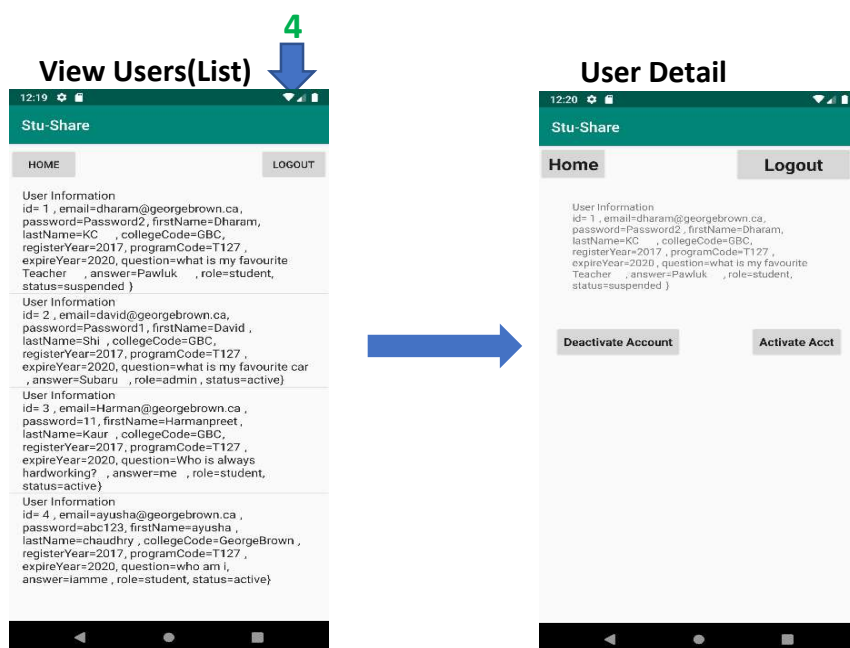 4
View Users(List)
12:19
Stu-Share
HOME
LOGOUT
User Information
id= 1 , email=dharam@georgebrown.ca,
password=Password2, firstName=Dharam,
lastName=KC , collegeCode=GBC,
registerYear=2017, programCode=T127 ,
expireYear=2020, question=what is my favourite
Teacher , answer=Pawluk , role=student,
status=suspended }
User Information
id= 2 , email=david@georgebrown.ca,
password=Password1, firstName=David ,
lastName=Shi , collegeCode=GBC,
registerYear=2017, programCode=T127 ,
expireYear=2020, question=what is my favourite car
, answer=Subaru , role=admin , status=active}
User Information
id= 3 , email=Harman@georgebrown.ca ,
password=11, firstName=Harmanpreet ,
lastName=Kaur , collegeCode=GBC,
registerYear=2017, programCode=T127 ,
expireYear=2020, question=Who is always
hardworking? , answer=me , role=student,
status=active}
User Information
id= 4 , email=ayusha@georgebrown.ca ,
password=abc123, firstName=ayusha ,
lastName=chaudhry , collegeCode=GeorgeBrown ,
registerYear=2017, programCode=T127 ,
expireYear=2020, question=who am i,
answer=iamme , role=student, status=active}
User Detail
12:20
Stu-Share
Home
Logout
User Information
id= 1 , email=dharam@georgebrown.ca,
password=Password2 , firstName=Dharam,
lastName=KC , collegeCode=GBC,
registerYear=2017 , programCode=T127 ,
expireYear=2020 , question=what is my favourite
Teacher , answer=Pawluk , role=student,
status=suspended }
Deactivate Account
Activate Acct